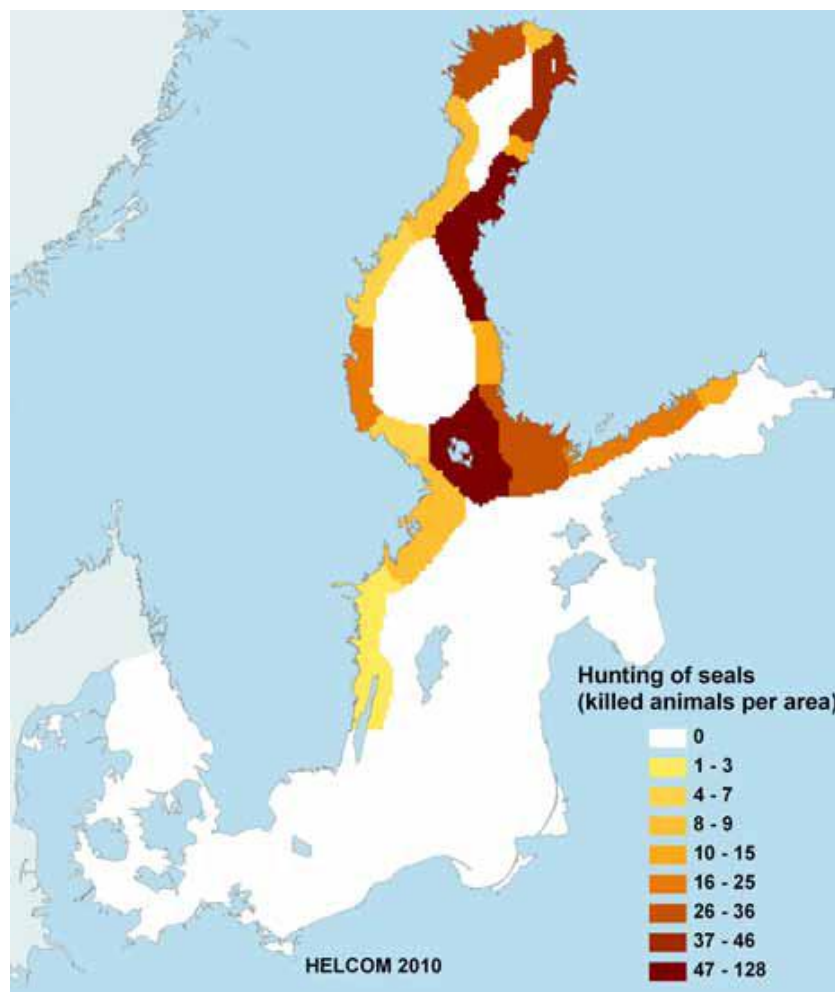 Hunting of seals
(killed animals per area)
0
1 - 3
4 - 7
8 - 9
10 - 15
16 - 25
26 - 36
37 - 46
47 - 128
HELCOM 2010